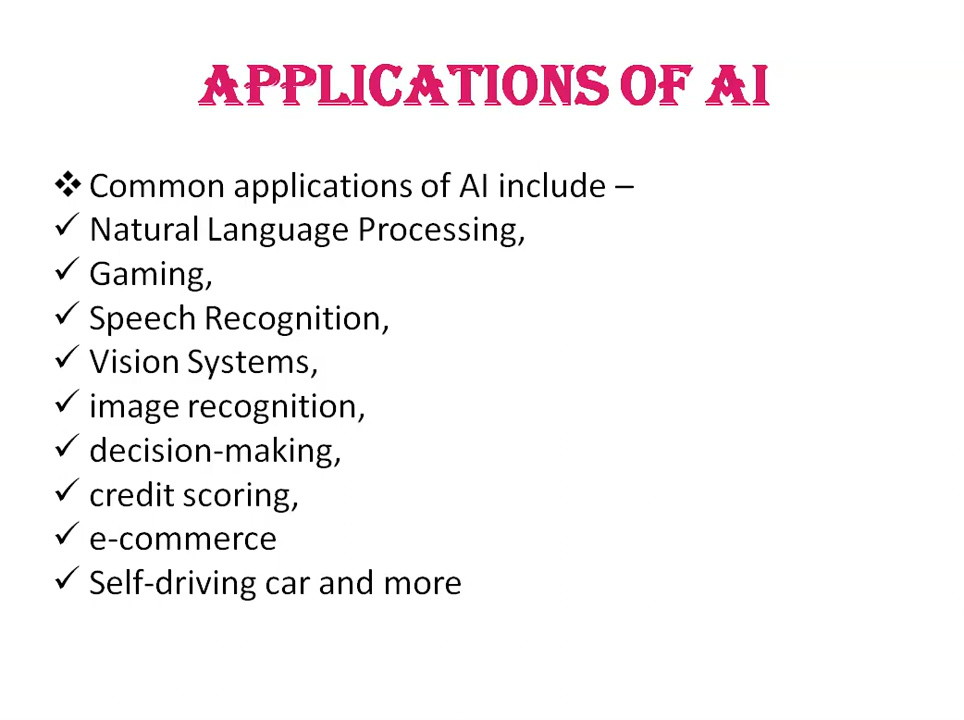 APPLICATIONS OF AI
❖ Common applications of AI include –
✓ Natural Language Processing,
✓ Gaming,
✓ Speech Recognition,
✓ Vision Systems,
✓ image recognition,
✓ decision-making,
✓ credit scoring,
✓ e-commerce
✓ Self-driving car and more